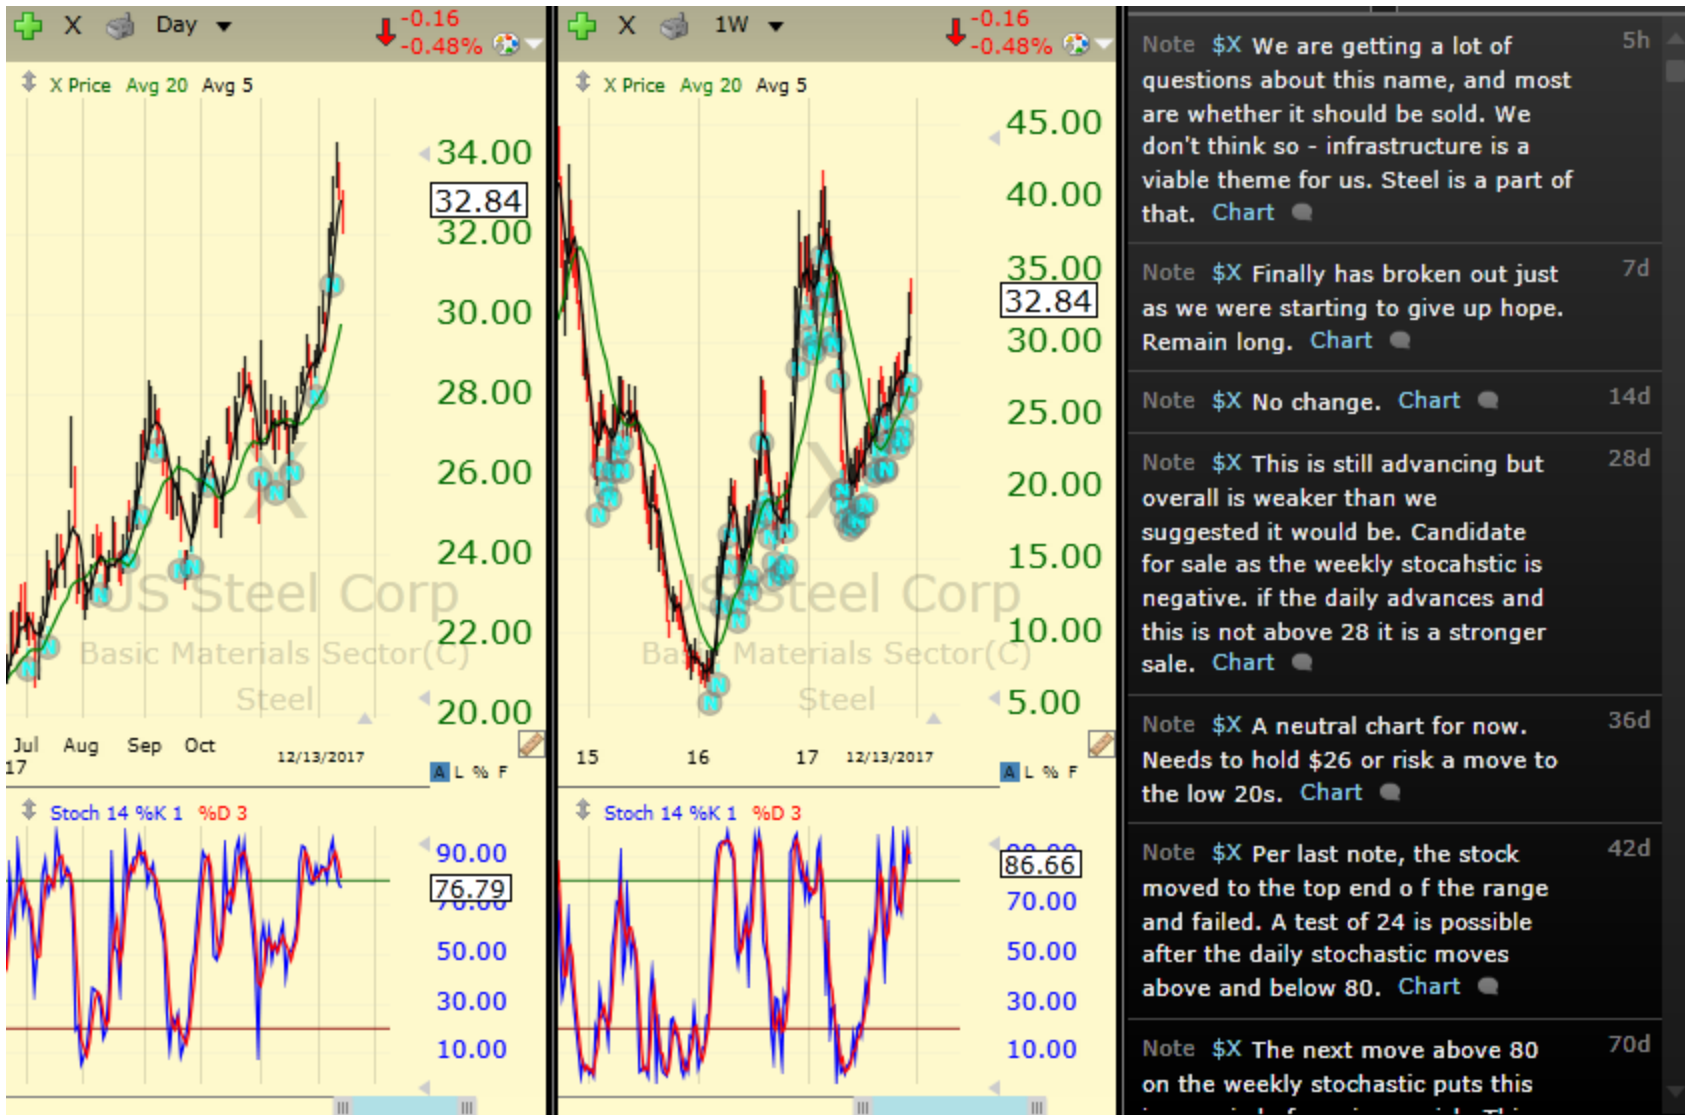 X Day -0.16
-0.48%
X Price Avg 20 Avg 5
34.00
32.84
32.00
30.00
28.00
26.00
24.00
22.00
20.00
X
US Steel Corp
Basic Materials Sector(C)
Steel
Jul Aug Sep Oct
17
12/13/2017
A L % F
Stoch 14 %K 1 %D 3
90.00
76.79
70.00
50.00
30.00
10.00
X 1W -0.16
-0.48%
X Price Avg 20 Avg 5
45.00
40.00
35.00
32.84
30.00
25.00
20.00
15.00
10.00
5.00
X
US Steel Corp
Basic Materials Sector(C)
Steel
15 16 17 12/13/2017
A L % F
Stoch 14 %K 1 %D 3
90.00
86.66
70.00
50.00
30.00
10.00
Note $X We are getting a lot of 5h
questions about this name, and most
are whether it should be sold. We
don't think so - infrastructure is a
viable theme for us. Steel is a part of
that. Chart
Note $X Finally has broken out just 7d
as we were starting to give up hope.
Remain long. Chart
Note $X No change. Chart 14d
Note $X This is still advancing but 28d
overall is weaker than we
suggested it would be. Candidate
for sale as the weekly stocahstic is
negative. if the daily advances and
this is not above 28 it is a stronger
sale. Chart
Note $X A neutral chart for now. 36d
Needs to hold $26 or risk a move to
the low 20s. Chart
Note $X Per last note, the stock 42d
moved to the top end o f the range
and failed. A test of 24 is possible
after the daily stochastic moves
above and below 80. Chart
Note $X The next move above 80 70d
on the weekly stochastic puts this